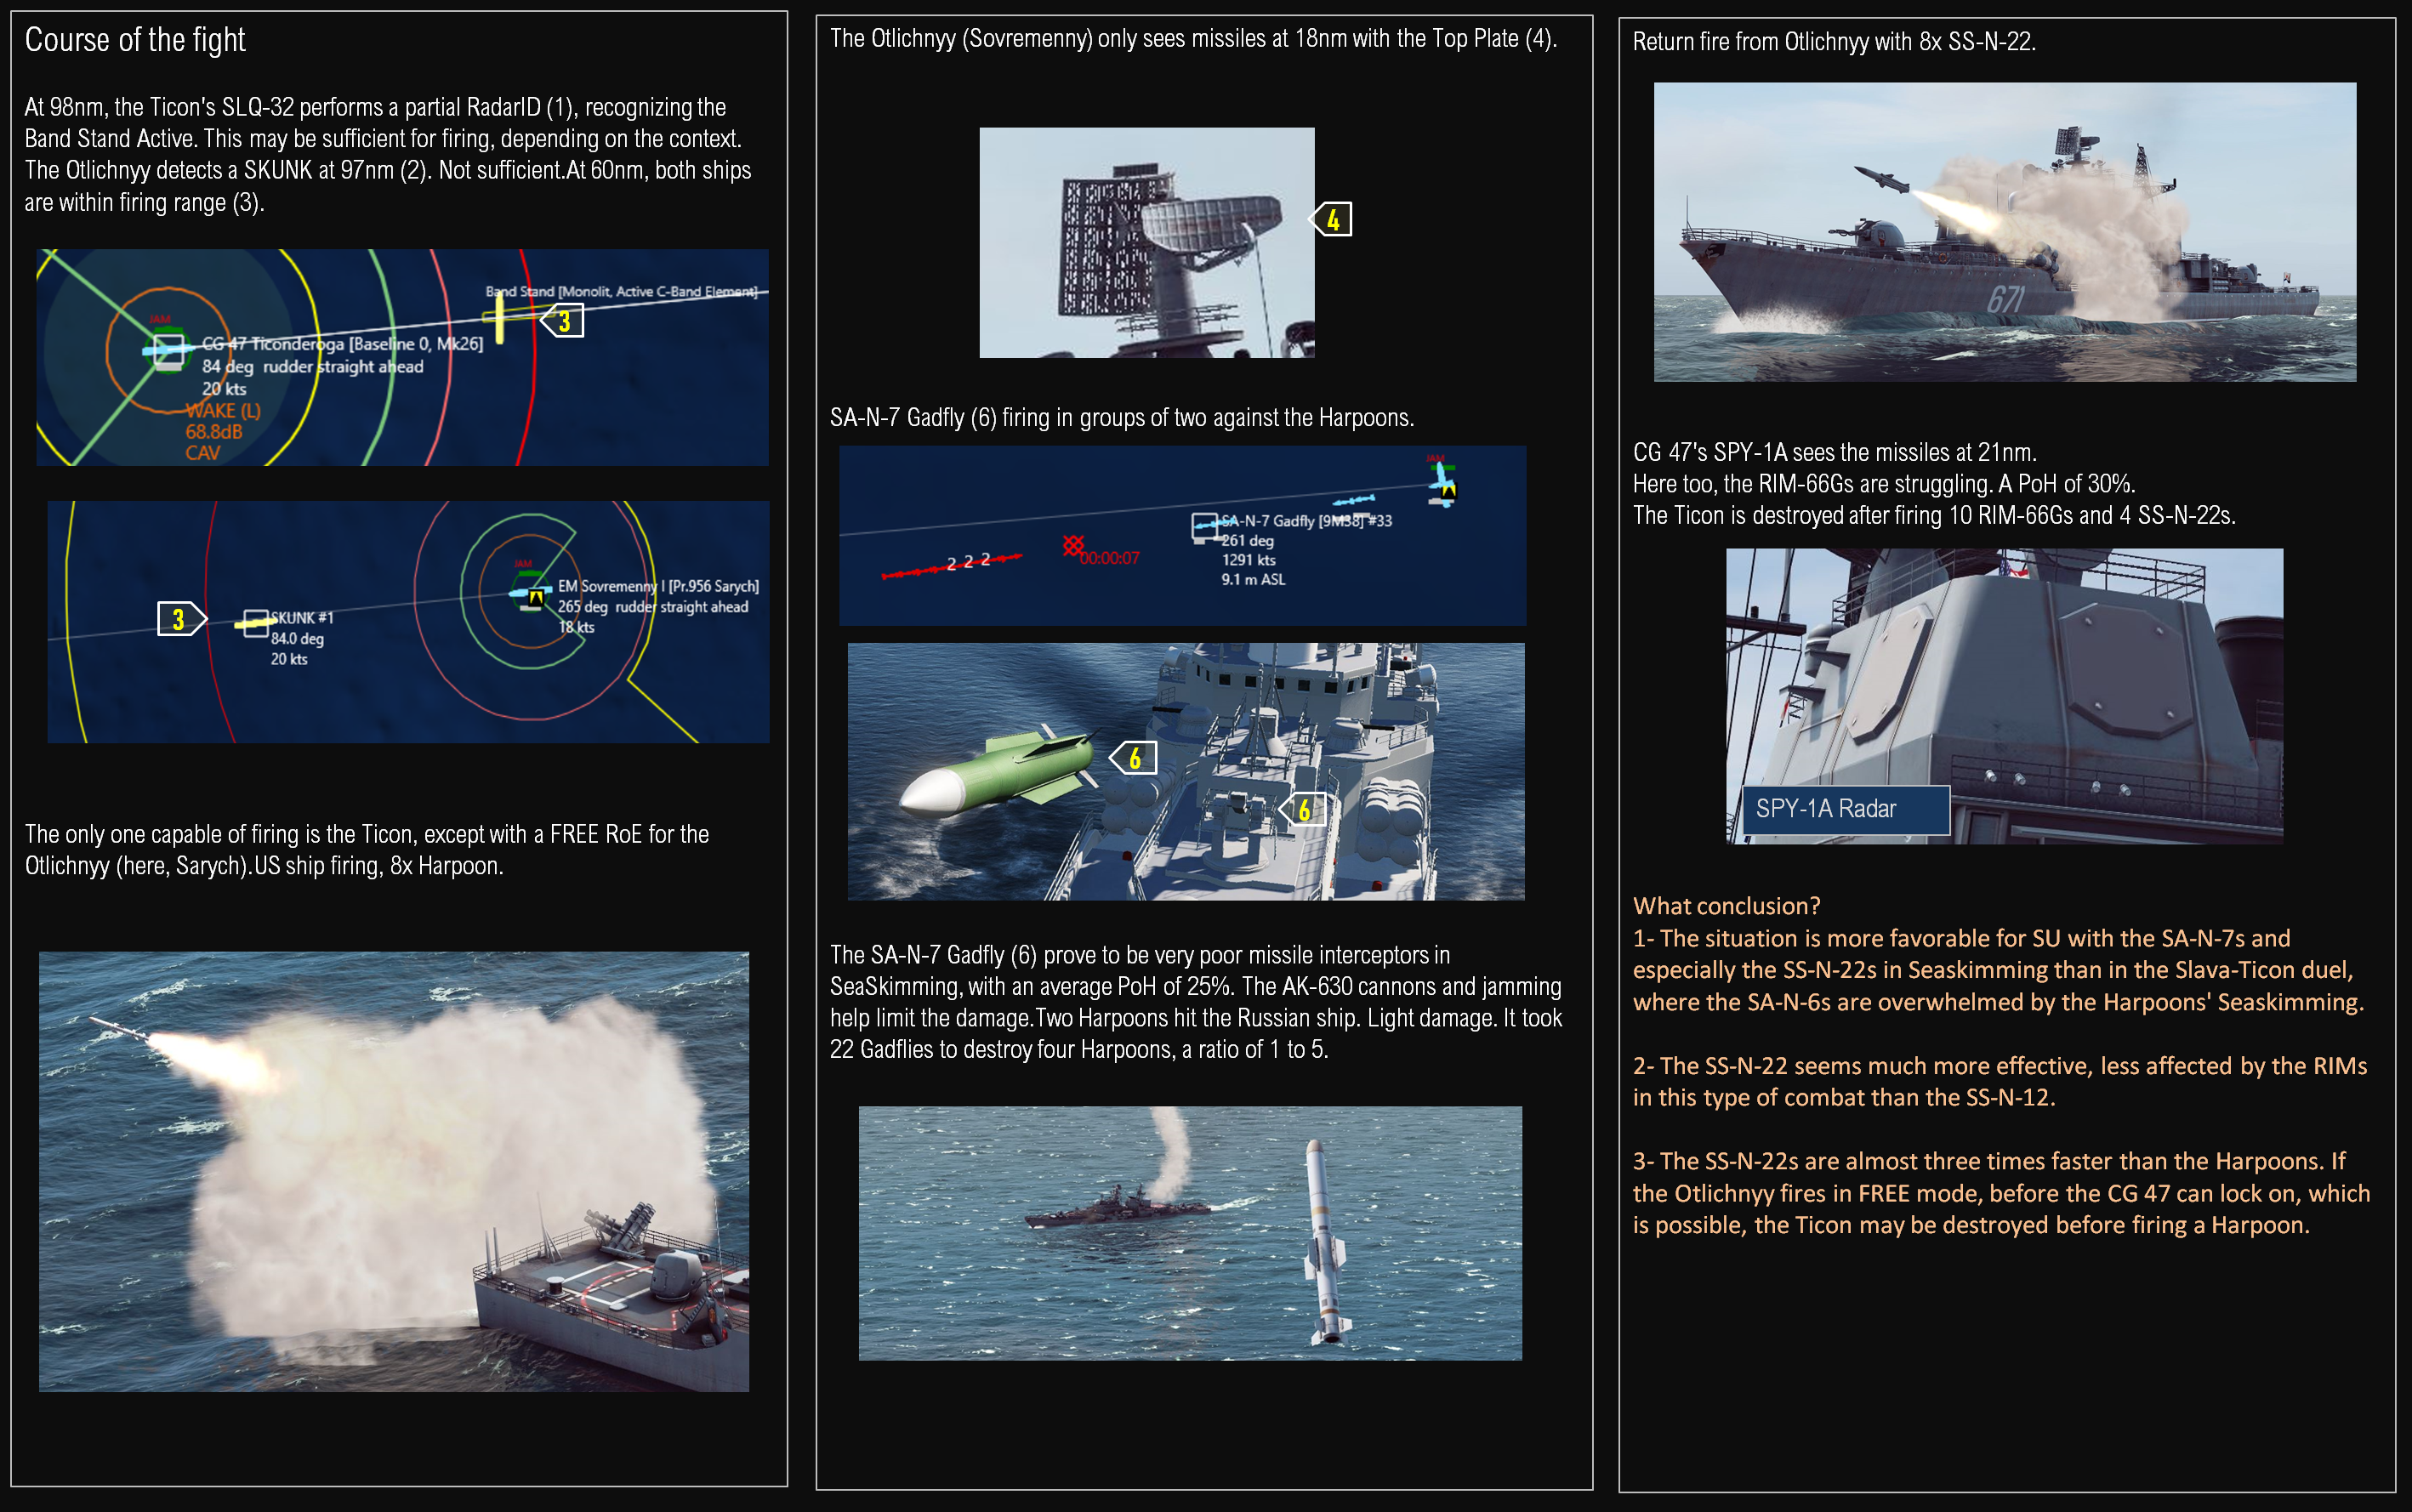 Course of the fight
At 98nm, the Ticon's SLQ-32 performs a partial RadarID (1), recognizing the
Band Stand Active. This may be sufficient for firing, depending on the context.
The Otlichnyy detects a SKUNK at 97nm (2). Not sufficient.At 60nm, both ships
are within firing range (3).
Band Stand [Monolit, Active C-Band Element]
3
JAM
CG 47 Ticonderoga [Baseline 0, Mk26]
84 deg rudder straight ahead
20 kts
WAKE (L)
68.8dB
CAV
JAM
EM Sovremenny I [Pr.956 Sarych]
265 deg rudder straight ahead
18 kts
3
SKUNK #1
84.0 deg
20 kts
The only one capable of firing is the Ticon, except with a FREE RoE for the
Otlichnyy (here, Sarych).US ship firing, 8x Harpoon.
The Otlichnyy (Sovremenny) only sees missiles at 18nm with the Top Plate (4).
4
SA-N-7 Gadfly (6) firing in groups of two against the Harpoons.
JAM
SA-N-7 Gadfly [9M38] #33
261 deg
1291 kts
9.1 m ASL
00:00:07
2 2 2
6
6
The SA-N-7 Gadfly (6) prove to be very poor missile interceptors in
SeaSkimming, with an average PoH of 25%. The AK-630 cannons and jamming
help limit the damage.Two Harpoons hit the Russian ship. Light damage. It took
22 Gadflies to destroy four Harpoons, a ratio of 1 to 5.
Return fire from Otlichnyy with 8x SS-N-22.
671
CG 47's SPY-1A sees the missiles at 21nm.
Here too, the RIM-66Gs are struggling. A PoH of 30%.
The Ticon is destroyed after firing 10 RIM-66Gs and 4 SS-N-22s.
SPY-1A Radar
What conclusion?
1- The situation is more favorable for SU with the SA-N-7s and
especially the SS-N-22s in Seaskimming than in the Slava-Ticon duel,
where the SA-N-6s are overwhelmed by the Harpoons' Seaskimming.
2- The SS-N-22 seems much more effective, less affected by the RIMs
in this type of combat than the SS-N-12.
3- The SS-N-22s are almost three times faster than the Harpoons. If
the Otlichnyy fires in FREE mode, before the CG 47 can lock on, which
is possible, the Ticon may be destroyed before firing a Harpoon.